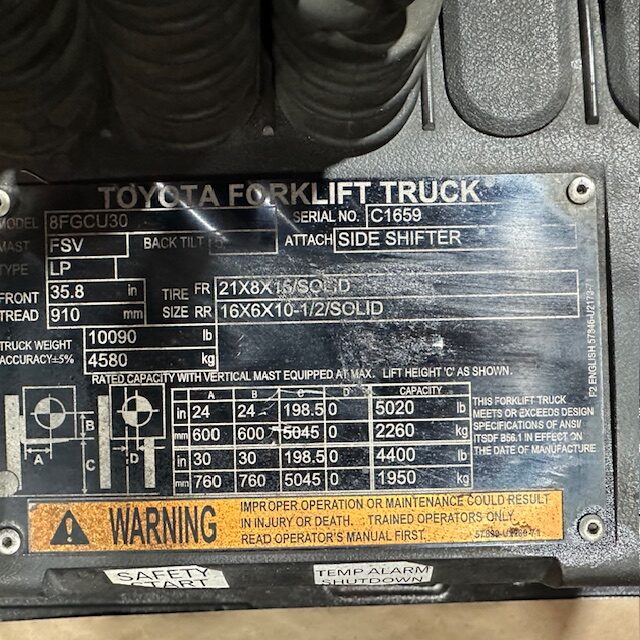 TOYOTA FORKLIFT TRUCK
MODEL 8FGCU30 SERIAL NO. C1659
MAST FSV BACK TILT 5 ATTACH SIDE SHIFTER
TYPE LP
FRONT 35.8 in TIRE FR 21X8X15/SOLID
TREAD 910 mm SIZE RR 16X6X10-1/2/SOLID
TRUCK WEIGHT 10090 lb
ACCURACY±5% 4580 kg
RATED CAPACITY WITH VERTICAL MAST EQUIPPED AT MAX. LIFT HEIGHT 'C' AS SHOWN.
A B C D CAPACITY
in 24 24 198.5 0 5020 lb
mm 600 600 5045 0 2260 kg
in 30 30 198.5 0 4400 lb
mm 760 760 5045 0 1950 kg
A B C D
THIS FORKLIFT TRUCK
MEETS OR EXCEEDS DESIGN
SPECIFICATIONS OF ANSI/
ITSDF B56.1 IN EFFECT ON
THE DATE OF MANUFACTURE
F2 ENGLISH
WARNING
IMPROPER OPERATION OR MAINTENANCE COULD RESULT
IN INJURY OR DEATH. TRAINED OPERATORS ONLY.
READ OPERATOR'S MANUAL FIRST.
SAFETY
START
TEMP ALARM
SHUTDOWN